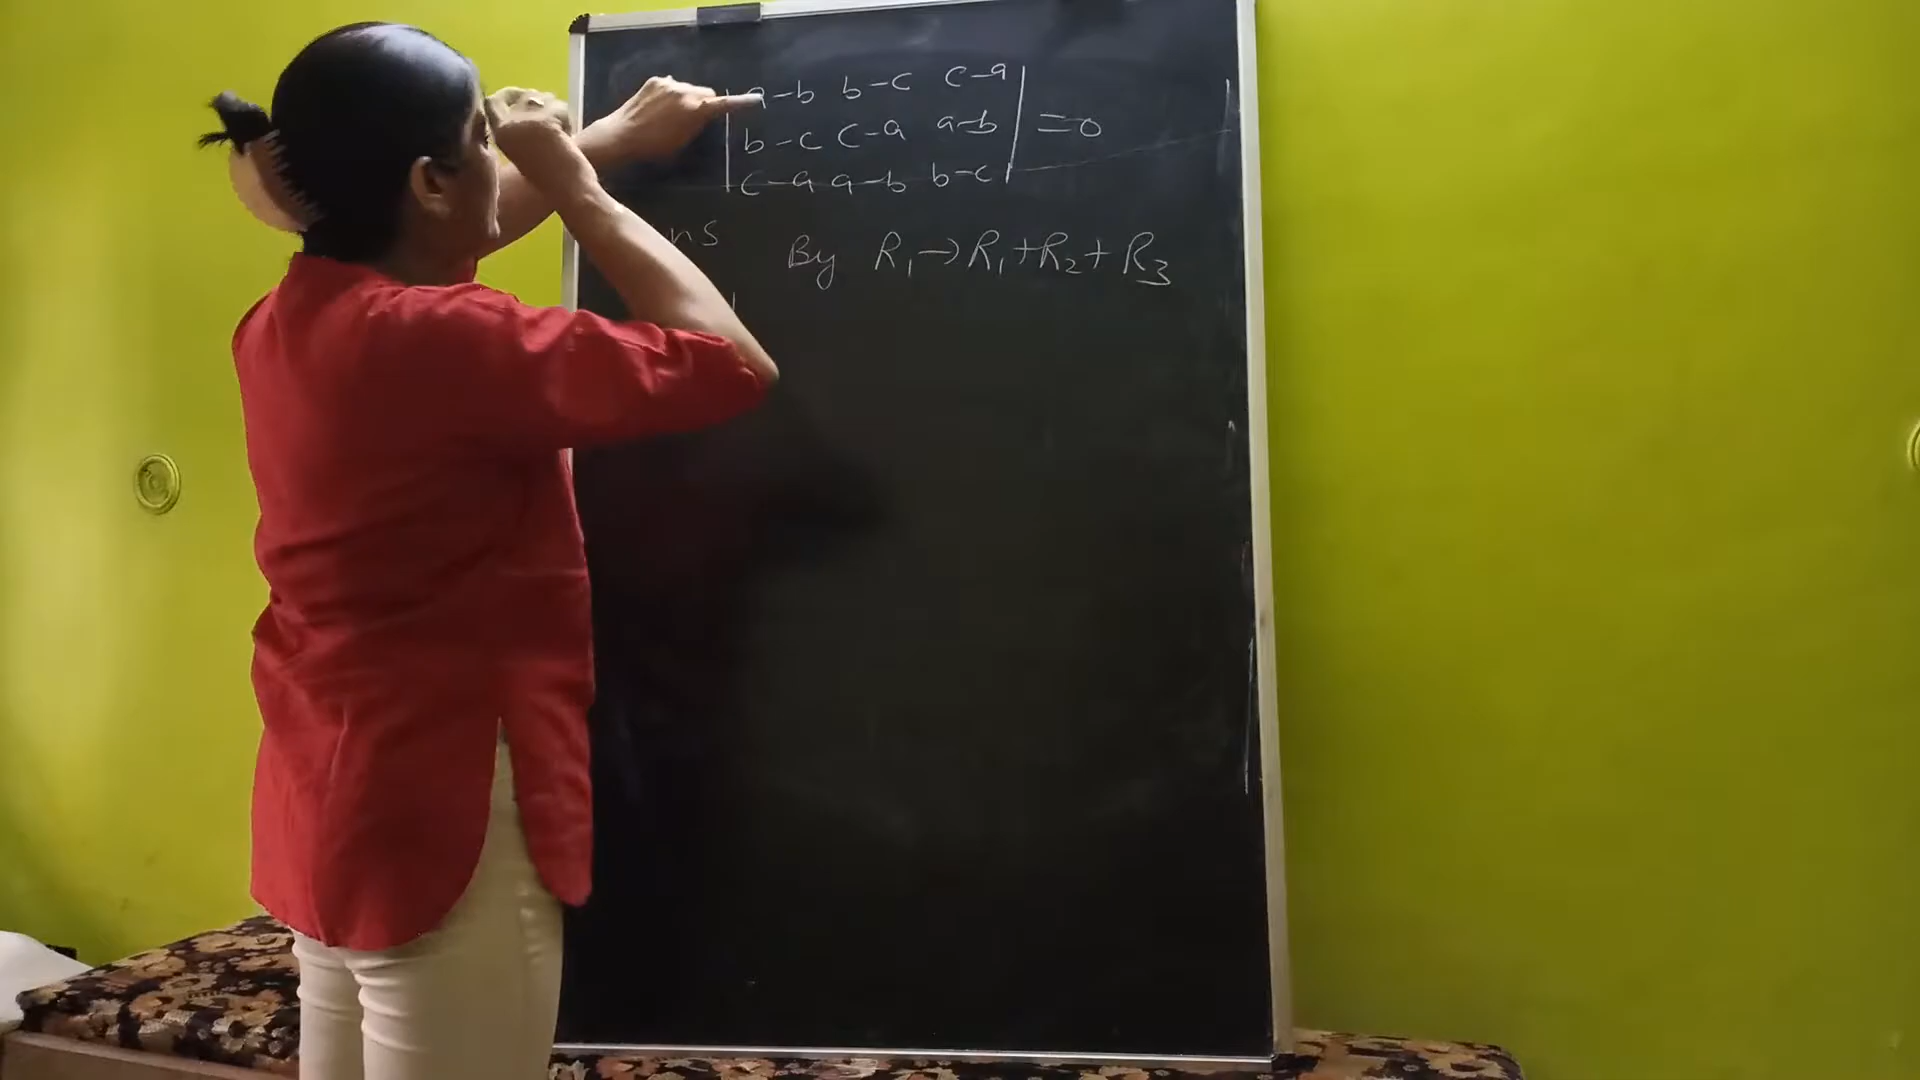 | a-b b-c c-a |
| b-c c-a a-b | = 0
| c-a a-b b-c |
By R₁→R₁+R₂+R₃